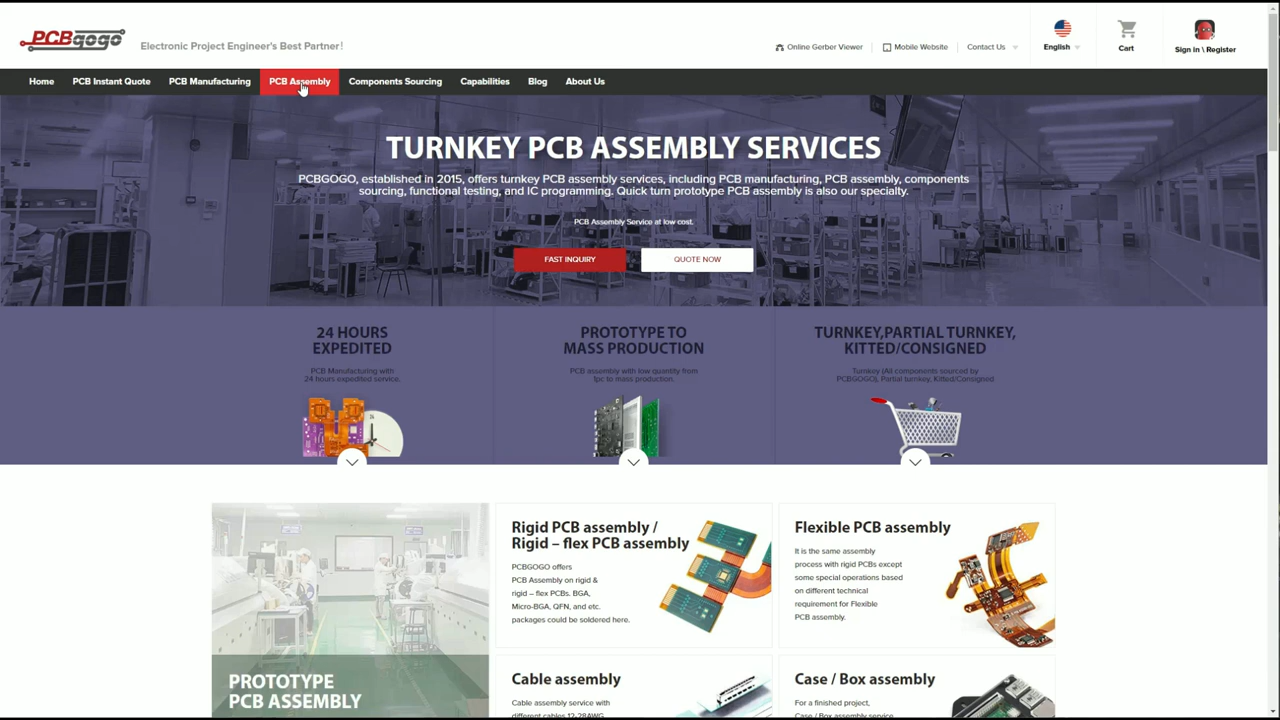 PCBgogo
Electronic Project Engineer's Best Partner!
Online Gerber Viewer
Mobile Website
Contact Us
English
Cart
Sign in \ Register
Home
PCB Instant Quote
PCB Manufacturing
PCB Assembly
Components Sourcing
Capabilities
Blog
About Us
TURNKEY PCB ASSEMBLY SERVICES
PCBGOGO, established in 2015, offers turnkey PCB assembly services, including PCB manufacturing, PCB assembly, components
sourcing, functional testing, and IC programming. Quick turn prototype PCB assembly is also our specialty.
PCB Assembly Service at low cost.
FAST INQUIRY
QUOTE NOW
24 HOURS
EXPEDITED
PCB Manufacturing with
24 hours expedited service.
PROTOTYPE TO
MASS PRODUCTION
PCB assembly with low quantity from
1pc to mass production.
TURNKEY,PARTIAL TURNKEY,
KITTED/CONSIGNED
Turnkey (All components sourced by
PCBGOGO), Partial turnkey, Kitted/Consigned
PROTOTYPE
PCB ASSEMBLY
Rigid PCB assembly /
Rigid – flex PCB assembly
PCBGOGO offers
PCB Assembly on rigid &
rigid – flex PCBs. BGA,
Micro-BGA, QFN, and etc.
packages could be soldered here.
Flexible PCB assembly
It is the same assembly
process with rigid PCBs except
some special operations based
on different technical
requirement for Flexible
PCB assembly.
Cable assembly
Cable assembly service with
different cables 12-28AWG
Case / Box assembly
For a finished project,
Case / Box assembly service